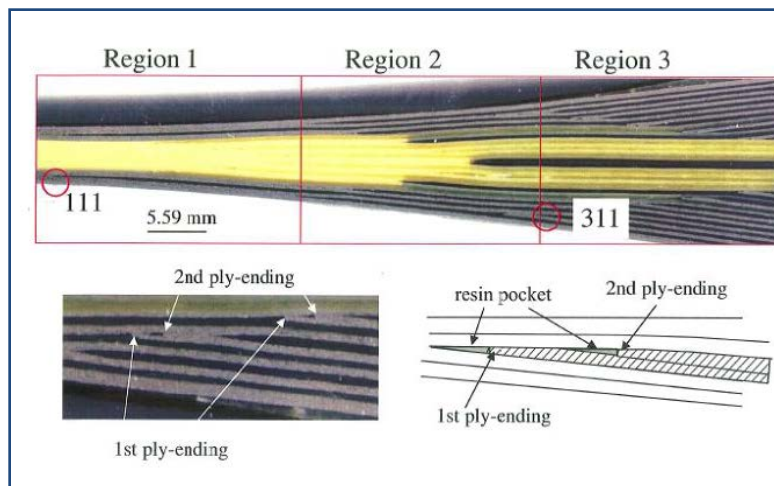 Region 1
Region 2
Region 3
111
5.59 mm
311
2nd ply-ending
1st ply-ending
resin pocket
2nd ply-ending
1st ply-ending